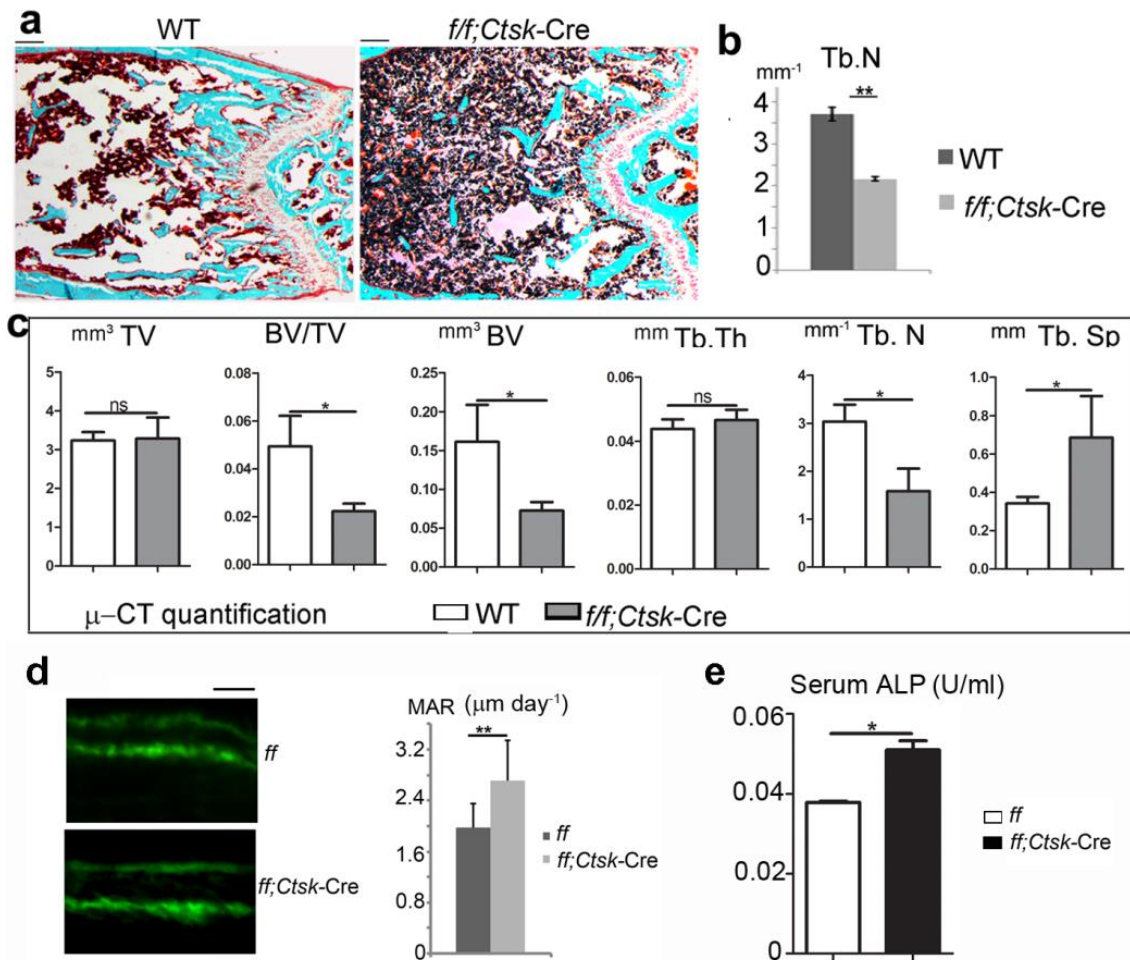 a
WT
f/f;Ctsk-Cre
b
Tb.N
mm⁻¹
**
4
3
2
1
0
WT
f/f;Ctsk-Cre
c
mm³ TV
5
4
3
2
1
0
ns
BV/TV
0.08
0.06
0.04
0.02
0.00
*
mm³ BV
0.25
0.20
0.15
0.10
0.05
0.00
*
mm Tb.Th
0.06
0.04
0.02
0.00
ns
mm⁻¹ Tb. N
4
3
2
1
0
*
mm Tb. Sp
1.0
0.8
0.6
0.4
0.2
0.0
*
μ–CT quantification
WT
f/f;Ctsk-Cre
d
ff
ff;Ctsk-Cre
MAR (μm day⁻¹)
3.2
2.4
1.6
0.8
0
**
ff
ff;Ctsk-Cre
e
Serum ALP (U/ml)
0.06
0.04
0.02
0
*
ff
ff;Ctsk-Cre